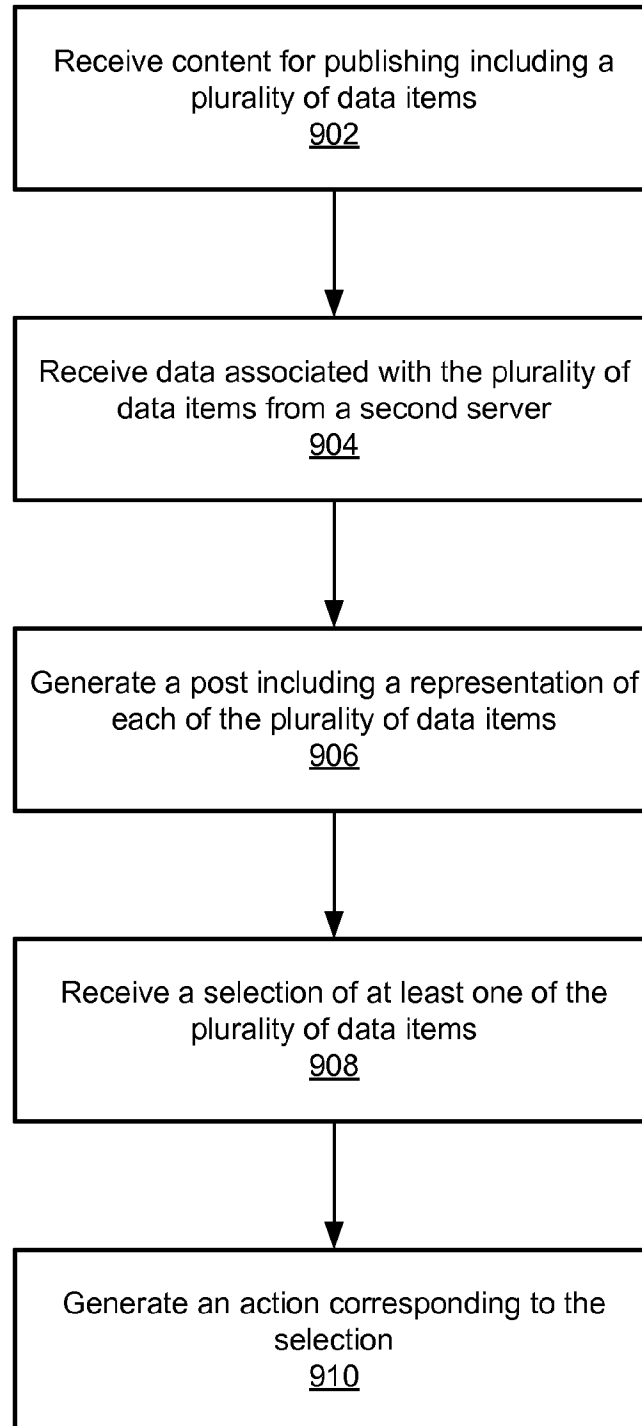 Receive content for publishing including a
plurality of data items
902
Receive data associated with the plurality of
data items from a second server
904
Generate a post including a representation of
each of the plurality of data items
906
Receive a selection of at least one of the
plurality of data items
908
Generate an action corresponding to the
selection
910